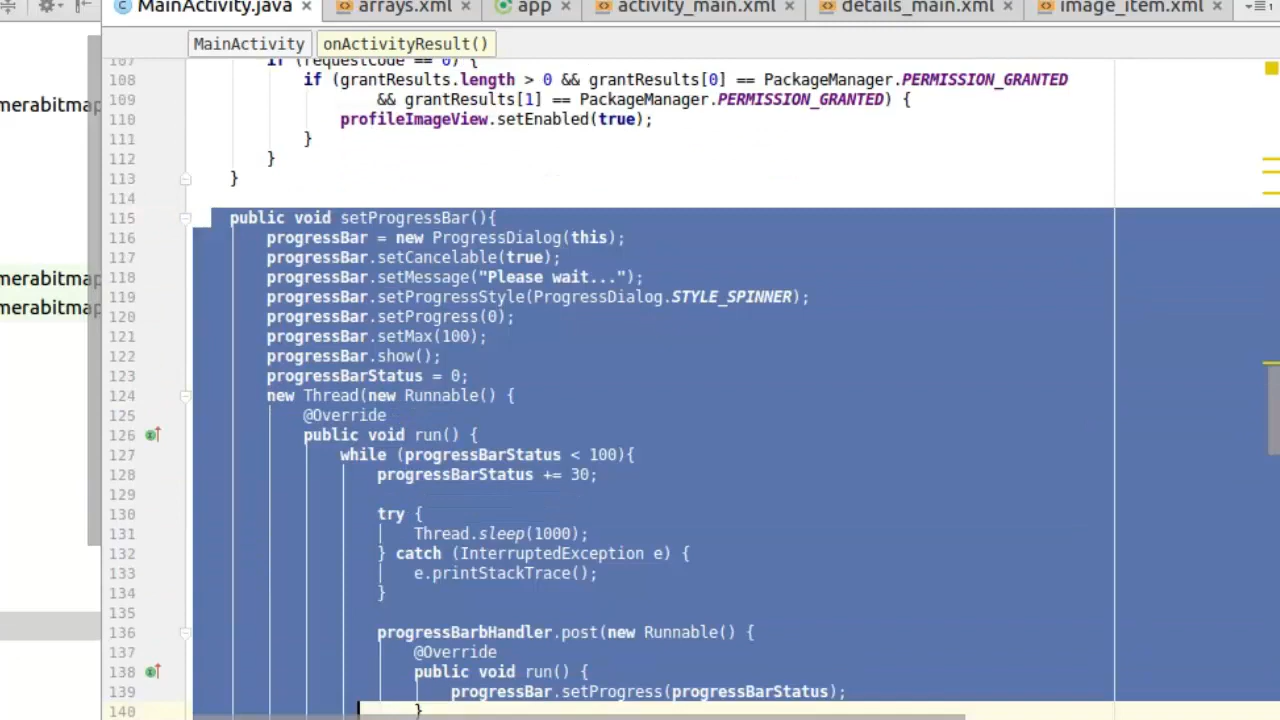 MainActivity.java × arrays.xml × app × activity_main.xml × details_main.xml × image_item.xml ×
MainActivity onActivityResult()
merabitmap
merabitmap
merabitmap
107 if (requestCode == 0) {
108 if (grantResults.length > 0 && grantResults[0] == PackageManager.PERMISSION_GRANTED
109 && grantResults[1] == PackageManager.PERMISSION_GRANTED) {
110 profileImageView.setEnabled(true);
111 }
112 }
113 }
114
115 public void setProgressBar(){
116 progressBar = new ProgressDialog(this);
117 progressBar.setCancelable(true);
118 progressBar.setMessage("Please wait...");
119 progressBar.setProgressStyle(ProgressDialog.STYLE_SPINNER);
120 progressBar.setProgress(0);
121 progressBar.setMax(100);
122 progressBar.show();
123 progressBarStatus = 0;
124 new Thread(new Runnable() {
125 @Override
126 public void run() {
127 while (progressBarStatus < 100){
128 progressBarStatus += 30;
129
130 try {
131 Thread.sleep(1000);
132 } catch (InterruptedException e) {
133 e.printStackTrace();
134 }
135
136 progressBarbHandler.post(new Runnable() {
137 @Override
138 public void run() {
139 progressBar.setProgress(progressBarStatus);
140 }